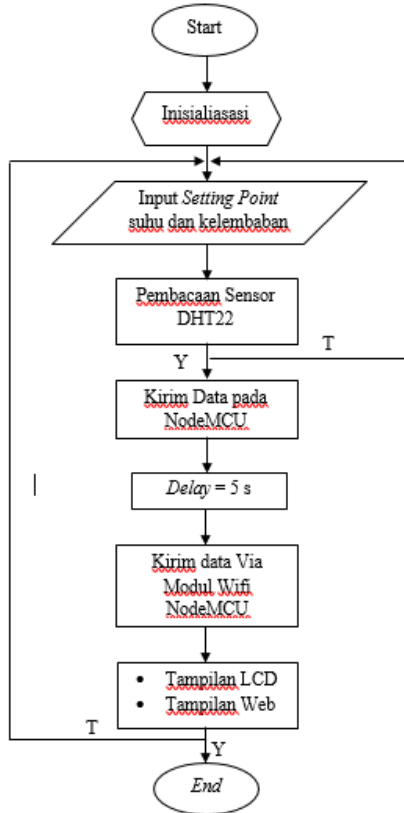 Start
Inisialiasasi
Input Setting Point
suhu dan kelembaban
Pembacaan Sensor
DHT22
Y
T
Kirim Data pada
NodeMCU
Delay = 5 s
Kirim data Via
Modul Wifi
NodeMCU
• Tampilan LCD
• Tampilan Web
T
Y
End